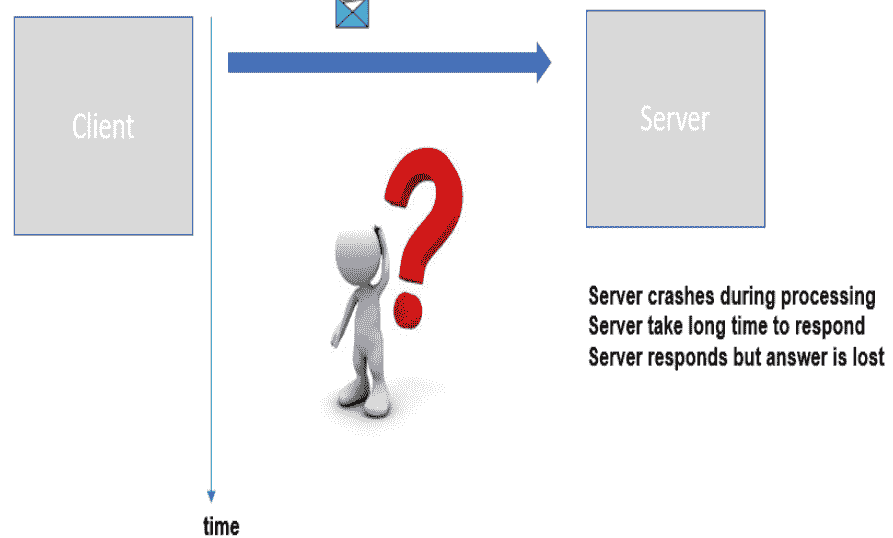 Client
Server
Server crashes during processing
Server take long time to respond
Server responds but answer is lost
time